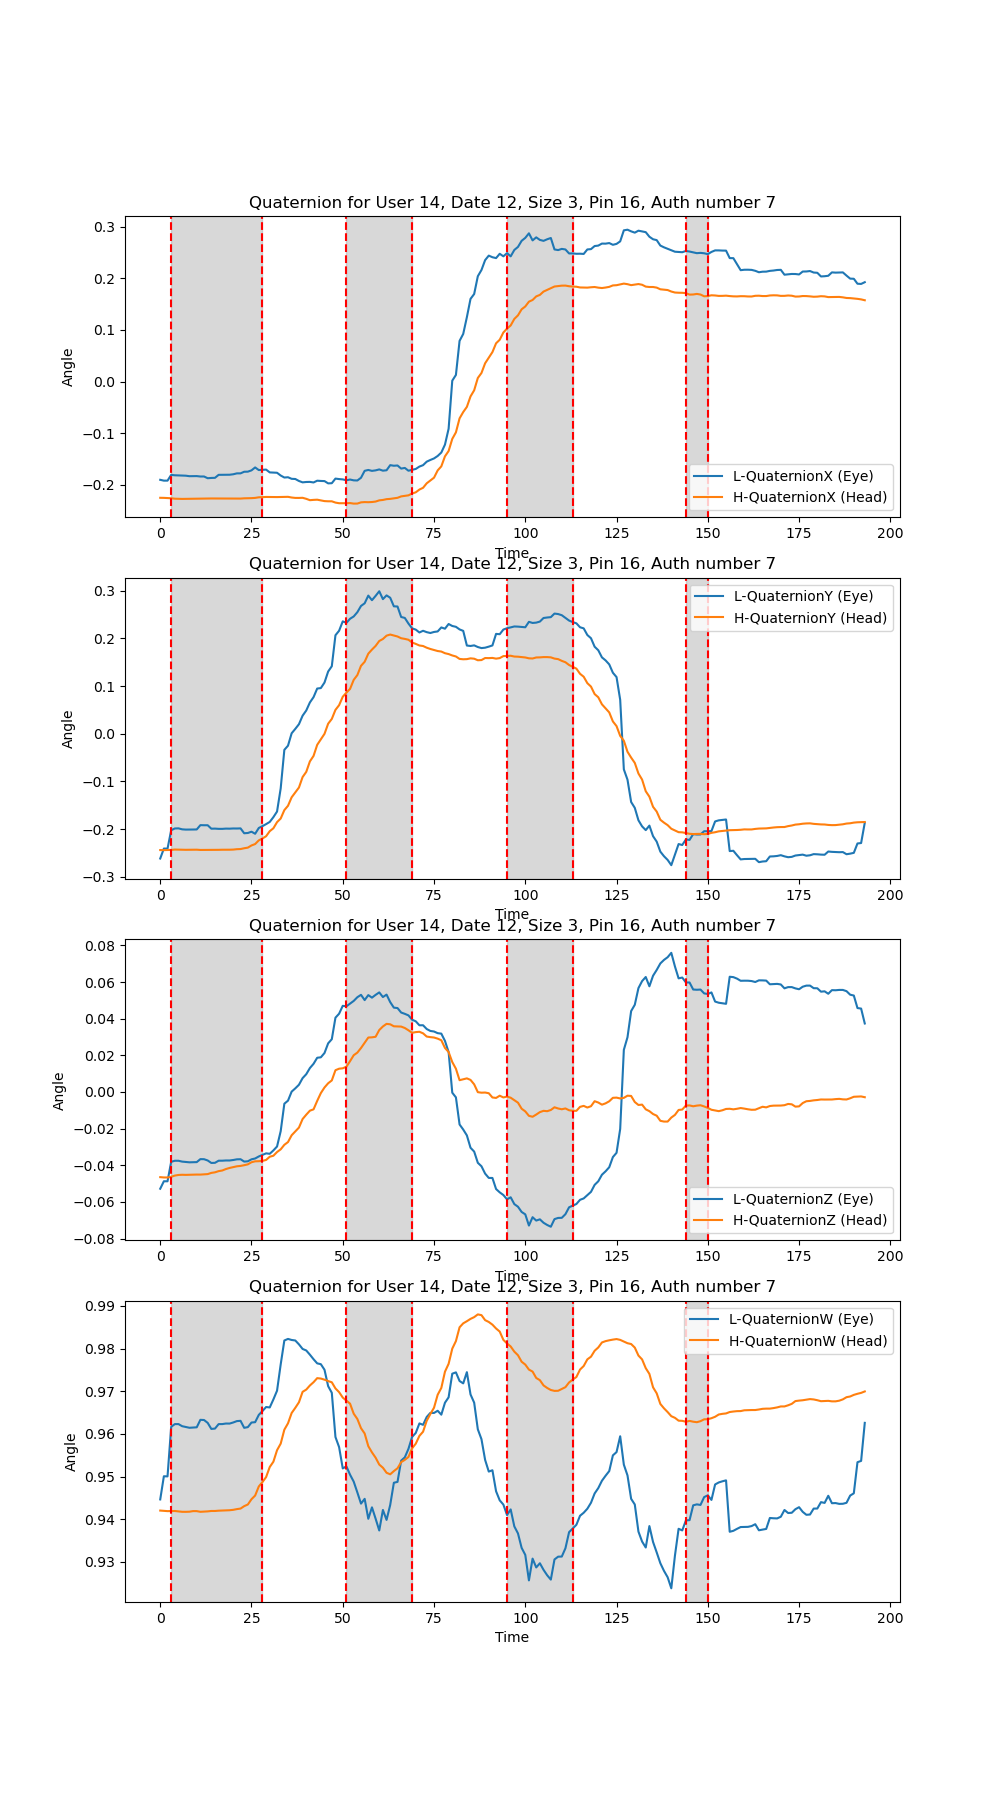 Quaternion for User 14, Date 12, Size 3, Pin 16, Auth number 7
0.3
0.2
0.1
0.0
−0.1
−0.2
Angle
L-QuaternionX (Eye)
H-QuaternionX (Head)
0 25 50 75 100 125 150 175 200
Time
Quaternion for User 14, Date 12, Size 3, Pin 16, Auth number 7
0.3
0.2
0.1
0.0
−0.1
−0.2
−0.3
Angle
L-QuaternionY (Eye)
H-QuaternionY (Head)
0 25 50 75 100 125 150 175 200
Time
Quaternion for User 14, Date 12, Size 3, Pin 16, Auth number 7
0.08
0.06
0.04
0.02
0.00
−0.02
−0.04
−0.06
−0.08
Angle
L-QuaternionZ (Eye)
H-QuaternionZ (Head)
0 25 50 75 100 125 150 175 200
Time
Quaternion for User 14, Date 12, Size 3, Pin 16, Auth number 7
0.99
0.98
0.97
0.96
0.95
0.94
0.93
Angle
L-QuaternionW (Eye)
H-QuaternionW (Head)
0 25 50 75 100 125 150 175 200
Time